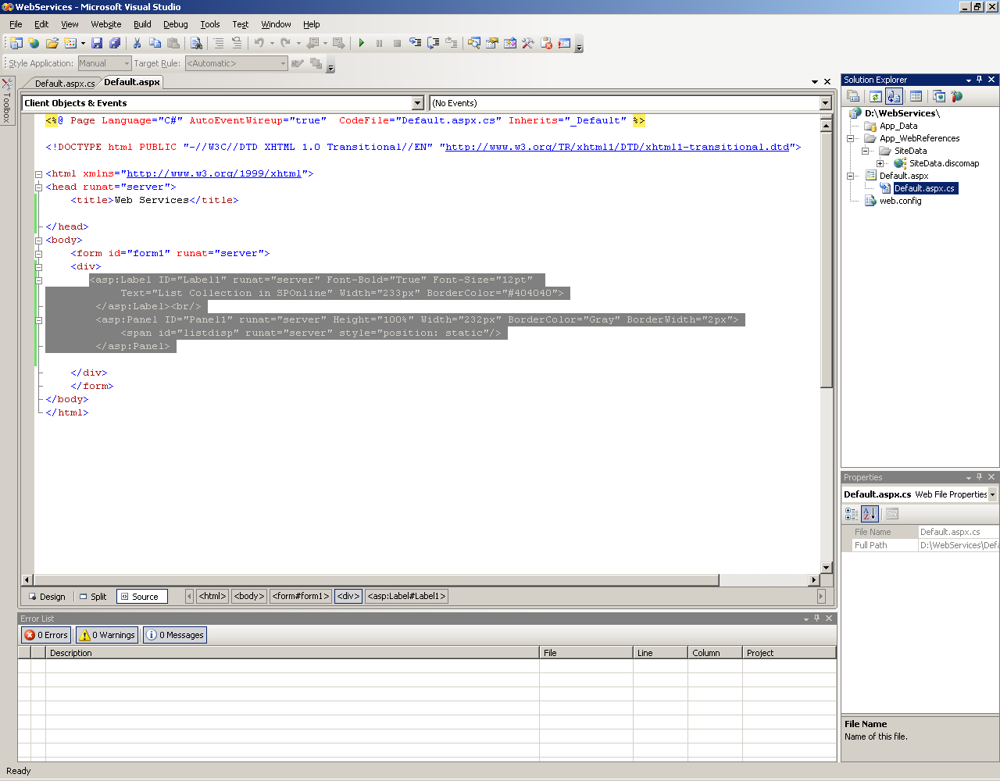 WebServices - Microsoft Visual Studio
File Edit View Website Build Debug Tools Test Window Help
Style Application: Manual Target Rule: <Automatic>
Toolbox
Default.aspx.cs Default.aspx
Client Objects & Events (No Events)
<%@ Page Language="C#" AutoEventWireup="true"  CodeFile="Default.aspx.cs" Inherits="_Default" %>
<!DOCTYPE html PUBLIC "-//W3C//DTD XHTML 1.0 Transitional//EN" "http://www.w3.org/TR/xhtml1/DTD/xhtml1-transitional.dtd">
<html xmlns="http://www.w3.org/1999/xhtml">
<head runat="server">
<title>Web Services</title>
</head>
<body>
<form id="form1" runat="server">
<div>
<asp:Label ID="Label1" runat="server" Font-Bold="True" Font-Size="12pt"
Text="List Collection in SPOnline" Width="233px" BorderColor="#404040">
</asp:Label><br/>
<asp:Panel ID="Panel1" runat="server" Height="100%" Width="232px" BorderColor="Gray" BorderWidth="2px">
<span id="listdisp" runat="server" style="position: static"/>
</asp:Panel>
</div>
</form>
</body>
</html>
Design Split Source <html> <body> <form#form1> <div> <asp:Label#Label1>
Error List
0 Errors 0 Warnings 0 Messages
Description File Line Column Project
Solution Explorer
D:\WebServices\
App_Data
App_WebReferences
SiteData
SiteData.discomap
Default.aspx
Default.aspx.cs
web.config
Properties
Default.aspx.cs Web File Properties
File Name Default.aspx.cs
Full Path D:\WebServices\Defa
File Name
Name of this file.
Ready